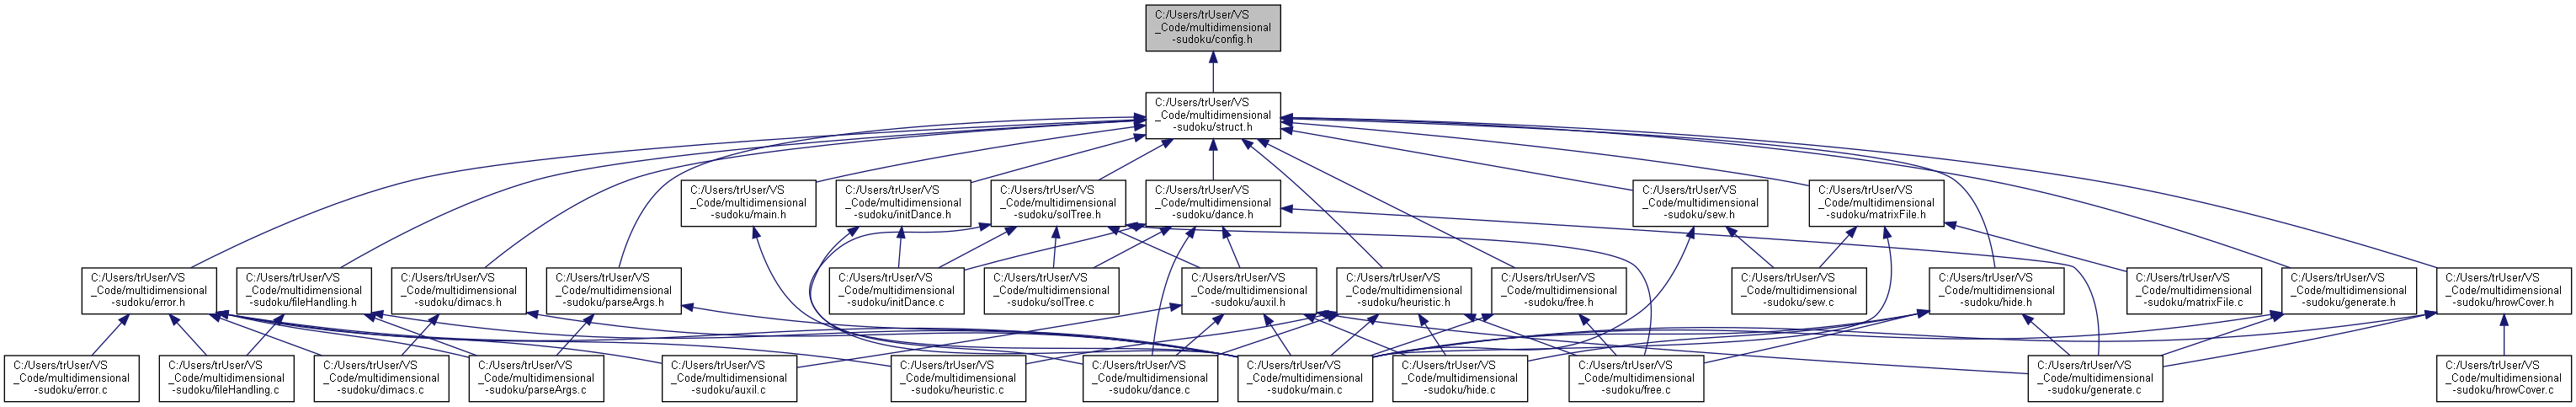 C:/Users/trUser/VS
_Code/multidimensional
-sudoku/config.h
C:/Users/trUser/VS
_Code/multidimensional
-sudoku/struct.h
C:/Users/trUser/VS
_Code/multidimensional
-sudoku/main.h
C:/Users/trUser/VS
_Code/multidimensional
-sudoku/initDance.h
C:/Users/trUser/VS
_Code/multidimensional
-sudoku/solTree.h
C:/Users/trUser/VS
_Code/multidimensional
-sudoku/dance.h
C:/Users/trUser/VS
_Code/multidimensional
-sudoku/sew.h
C:/Users/trUser/VS
_Code/multidimensional
-sudoku/matrixFile.h
C:/Users/trUser/VS
_Code/multidimensional
-sudoku/error.h
C:/Users/trUser/VS
_Code/multidimensional
-sudoku/fileHandling.h
C:/Users/trUser/VS
_Code/multidimensional
-sudoku/dimacs.h
C:/Users/trUser/VS
_Code/multidimensional
-sudoku/parseArgs.h
C:/Users/trUser/VS
_Code/multidimensional
-sudoku/initDance.c
C:/Users/trUser/VS
_Code/multidimensional
-sudoku/solTree.c
C:/Users/trUser/VS
_Code/multidimensional
-sudoku/auxil.h
C:/Users/trUser/VS
_Code/multidimensional
-sudoku/heuristic.h
C:/Users/trUser/VS
_Code/multidimensional
-sudoku/free.h
C:/Users/trUser/VS
_Code/multidimensional
-sudoku/sew.c
C:/Users/trUser/VS
_Code/multidimensional
-sudoku/hide.h
C:/Users/trUser/VS
_Code/multidimensional
-sudoku/matrixFile.c
C:/Users/trUser/VS
_Code/multidimensional
-sudoku/generate.h
C:/Users/trUser/VS
_Code/multidimensional
-sudoku/hrowCover.h
C:/Users/trUser/VS
_Code/multidimensional
-sudoku/error.c
C:/Users/trUser/VS
_Code/multidimensional
-sudoku/fileHandling.c
C:/Users/trUser/VS
_Code/multidimensional
-sudoku/dimacs.c
C:/Users/trUser/VS
_Code/multidimensional
-sudoku/parseArgs.c
C:/Users/trUser/VS
_Code/multidimensional
-sudoku/auxil.c
C:/Users/trUser/VS
_Code/multidimensional
-sudoku/heuristic.c
C:/Users/trUser/VS
_Code/multidimensional
-sudoku/dance.c
C:/Users/trUser/VS
_Code/multidimensional
-sudoku/main.c
C:/Users/trUser/VS
_Code/multidimensional
-sudoku/hide.c
C:/Users/trUser/VS
_Code/multidimensional
-sudoku/free.c
C:/Users/trUser/VS
_Code/multidimensional
-sudoku/generate.c
C:/Users/trUser/VS
_Code/multidimensional
-sudoku/hrowCover.c